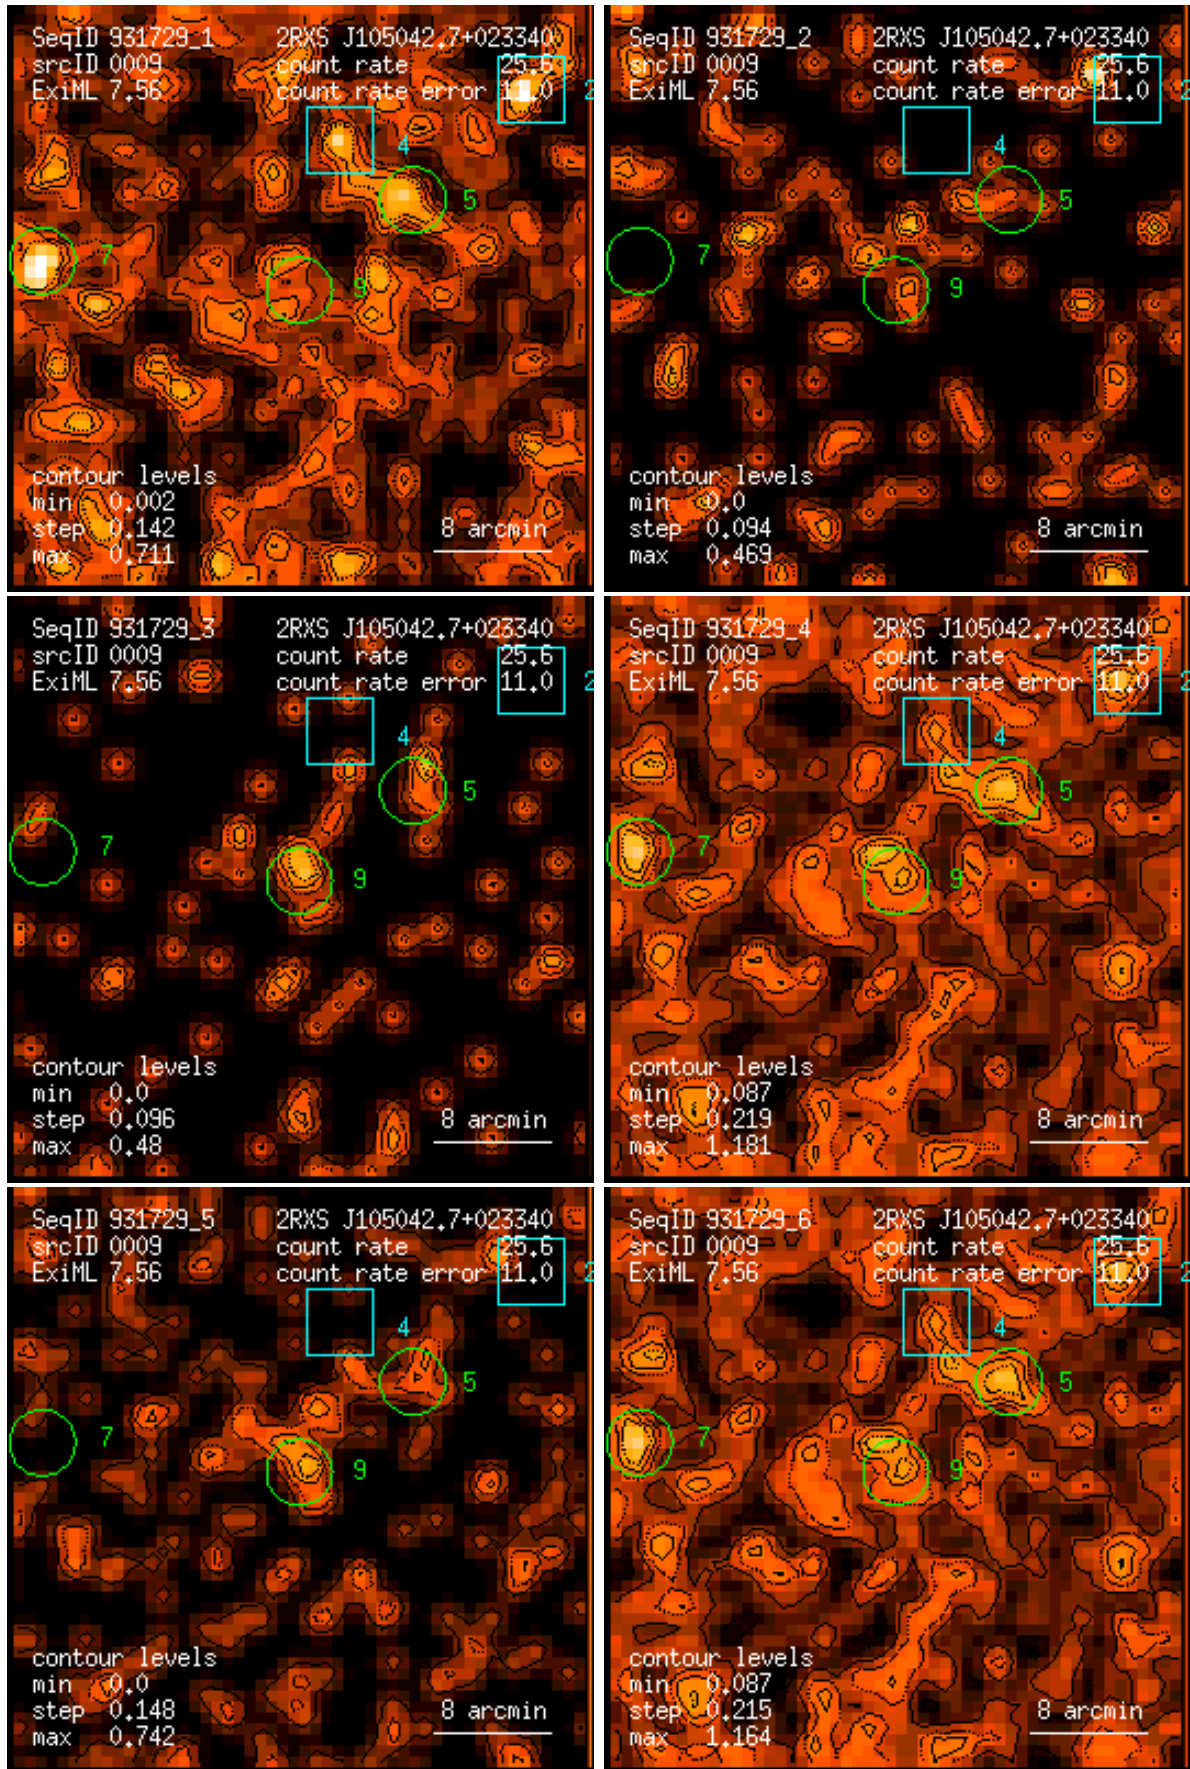 SeqID 931729_1 2RXS J105042.7+023340
srcID 0009 count rate 25.6
ExiML 7.56 count rate error 11.0 2
4
5
7
9
contour levels
min 0.002
step 0.142 8 arcmin
max 0.711
SeqID 931729_2 2RXS J105042.7+023340
srcID 0009 count rate 25.6
ExiML 7.56 count rate error 11.0 2
4
5
7
9
contour levels
min 0.0
step 0.094 8 arcmin
max 0.469
SeqID 931729_3 2RXS J105042.7+023340
srcID 0009 count rate 25.6
ExiML 7.56 count rate error 11.0 2
4
5
7
9
contour levels
min 0.0
step 0.096 8 arcmin
max 0.48
SeqID 931729_4 2RXS J105042.7+023340
srcID 0009 count rate 25.6
ExiML 7.56 count rate error 11.0 2
4
5
7
9
contour levels
min 0.087
step 0.219 8 arcmin
max 1.181
SeqID 931729_5 2RXS J105042.7+023340
srcID 0009 count rate 25.6
ExiML 7.56 count rate error 11.0 2
4
5
7
9
contour levels
min 0.0
step 0.148 8 arcmin
max 0.742
SeqID 931729_6 2RXS J105042.7+023340
srcID 0009 count rate 25.6
ExiML 7.56 count rate error 11.0 2
4
5
7
9
contour levels
min 0.087
step 0.215 8 arcmin
max 1.164